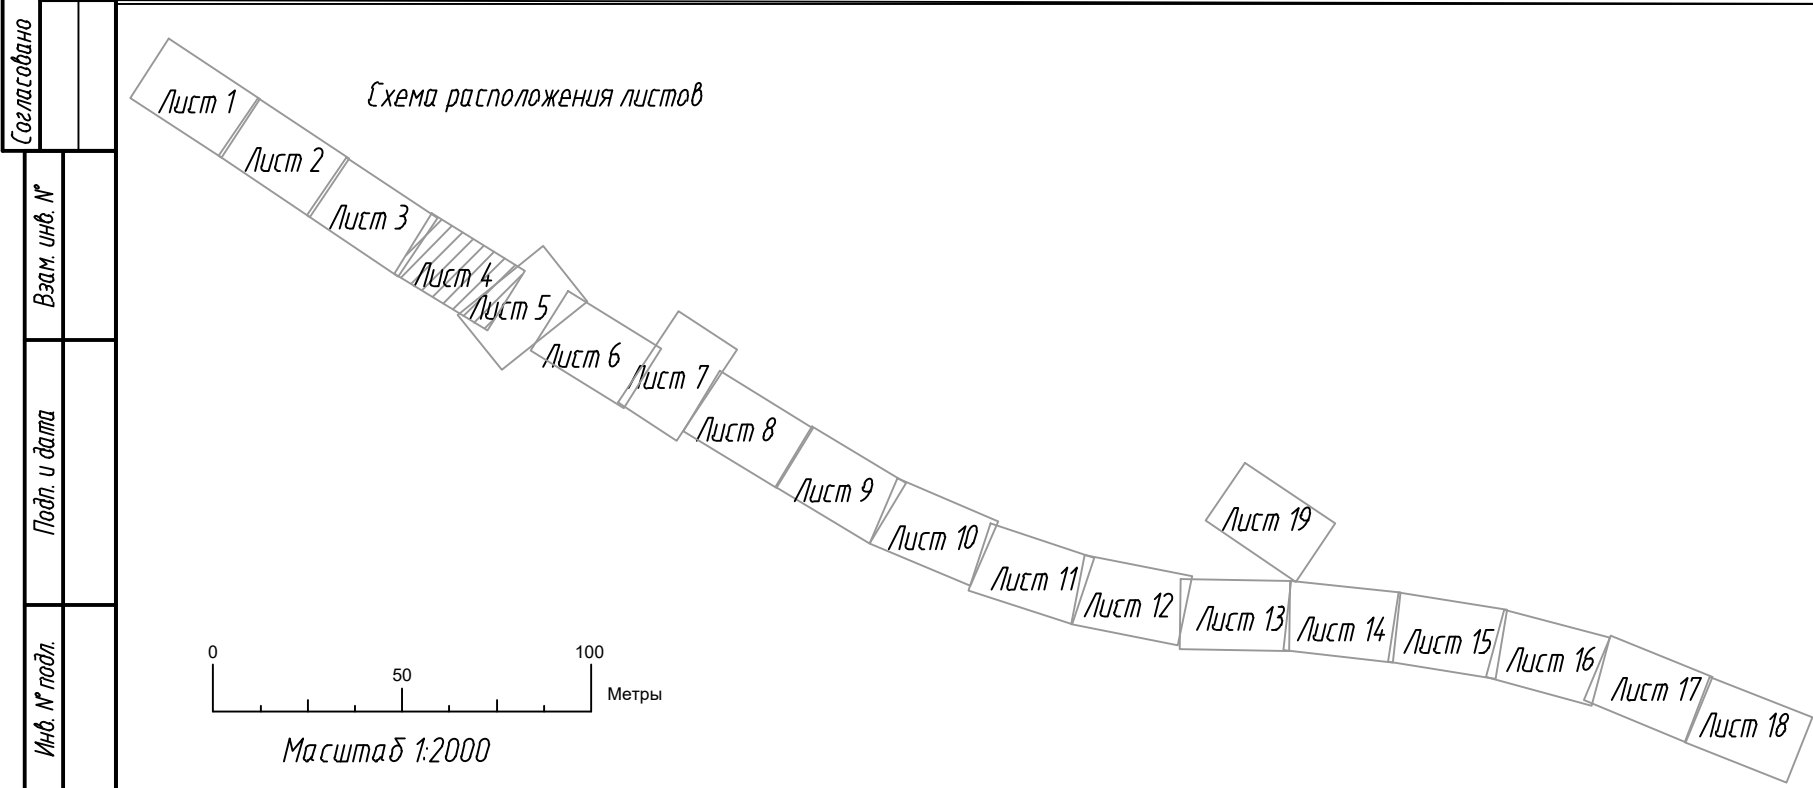 Согласовано
Взам. инв. №
Подп. и дата
Инв. № подл.
Схема расположения листов
Лист 1
Лист 2
Лист 3
Лист 4
Лист 5
Лист 6
Лист 7
Лист 8
Лист 9
Лист 10
Лист 11
Лист 12
Лист 13
Лист 14
Лист 15
Лист 16
Лист 17
Лист 18
Лист 19
0 50 100
Метры
Масштаб 1:2000